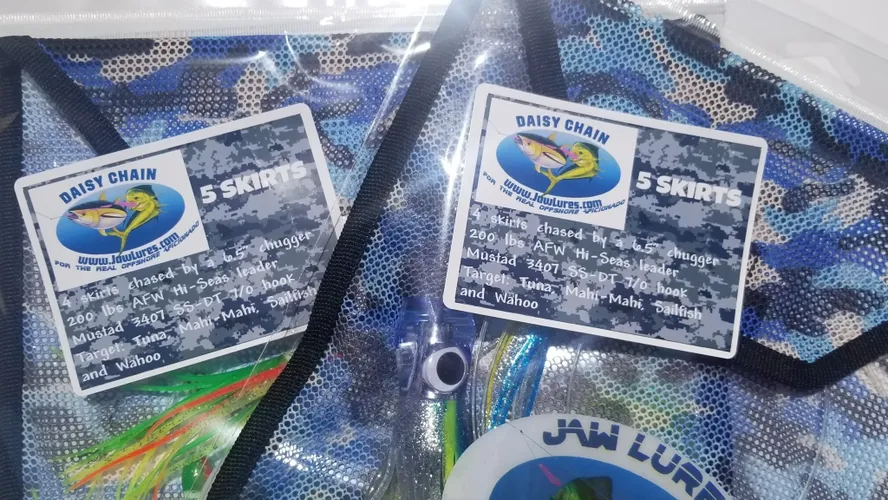 DAISY CHAIN
www.JawLures.com
FOR THE REAL OFFSHORE AFICIONADO
5 SKIRTS
4 skirts chased by a 6.5" chugger
200 lbs AFW Hi-Seas leader
Mustad 3407 SS-DT 7/0 hook
Target: Tuna, Mahi-Mahi, Sailfish
and Wahoo
DAISY CHAIN
www.JawLures.com
FOR THE REAL OFFSHORE AFICIONADO
5 SKIRTS
4 skirts chased by a 6.5" chugger
200 lbs AFW Hi-Seas leader
Mustad 3407 SS-DT 7/0 hook
Target: Tuna, Mahi-Mahi, Sailfish
and Wahoo
JAW LURE